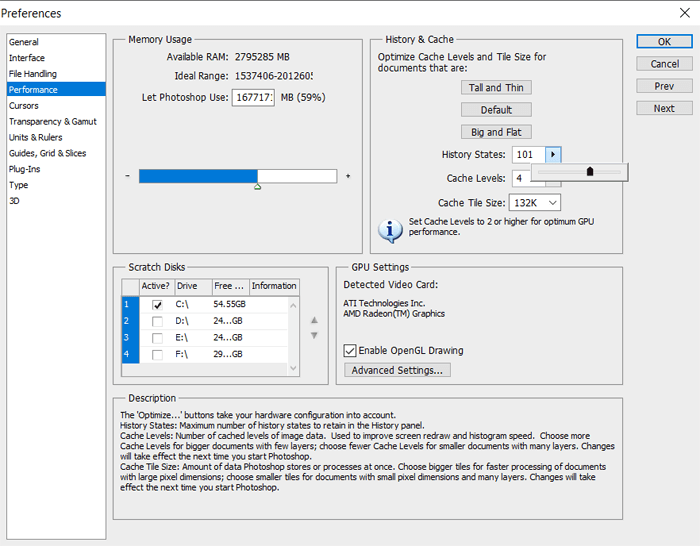 Preferences
General
Interface
File Handling
Performance
Cursors
Transparency & Gamut
Units & Rulers
Guides, Grid & Slices
Plug-Ins
Type
3D
Memory Usage
Available RAM: 2795285 MB
Ideal Range: 1537406-201260
Let Photoshop Use: 167717 MB (59%)
- +
History & Cache
Optimize Cache Levels and Tile Size for
documents that are:
Tall and Thin
Default
Big and Flat
History States: 101
Cache Levels: 4
Cache Tile Size: 132K
Set Cache Levels to 2 or higher for optimum GPU
performance.
OK
Cancel
Prev
Next
Scratch Disks
Active? Drive Free ... Information
1 C:\ 54.55GB
2 D:\ 24...GB
3 E:\ 24...GB
4 F:\ 29...GB
GPU Settings
Detected Video Card:
ATI Technologies Inc.
AMD Radeon(TM) Graphics
Enable OpenGL Drawing
Advanced Settings...
Description
The 'Optimize...' buttons take your hardware configuration into account.
History States: Maximum number of history states to retain in the History panel.
Cache Levels: Number of cached levels of image data.  Used to improve screen redraw and histogram speed.  Choose more
Cache Levels for bigger documents with few layers; choose fewer Cache Levels for smaller documents with many layers. Changes
will take effect the next time you start Photoshop.
Cache Tile Size: Amount of data Photoshop stores or processes at once. Choose bigger tiles for faster processing of documents
with large pixel dimensions; choose smaller tiles for documents with small pixel dimensions and many layers. Changes will take
effect the next time you start Photoshop.